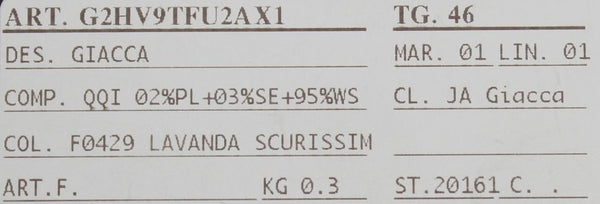 ART. G2HV9TFU2AX1 TG. 46
DES. GIACCA MAR. 01 LIN. 01
COMP. QQI 02%PL+03%SE+95%WS CL. JA Giacca
COL. F0429 LAVANDA SCURISSIM
ART.F. KG 0.3 ST.20161 C. .